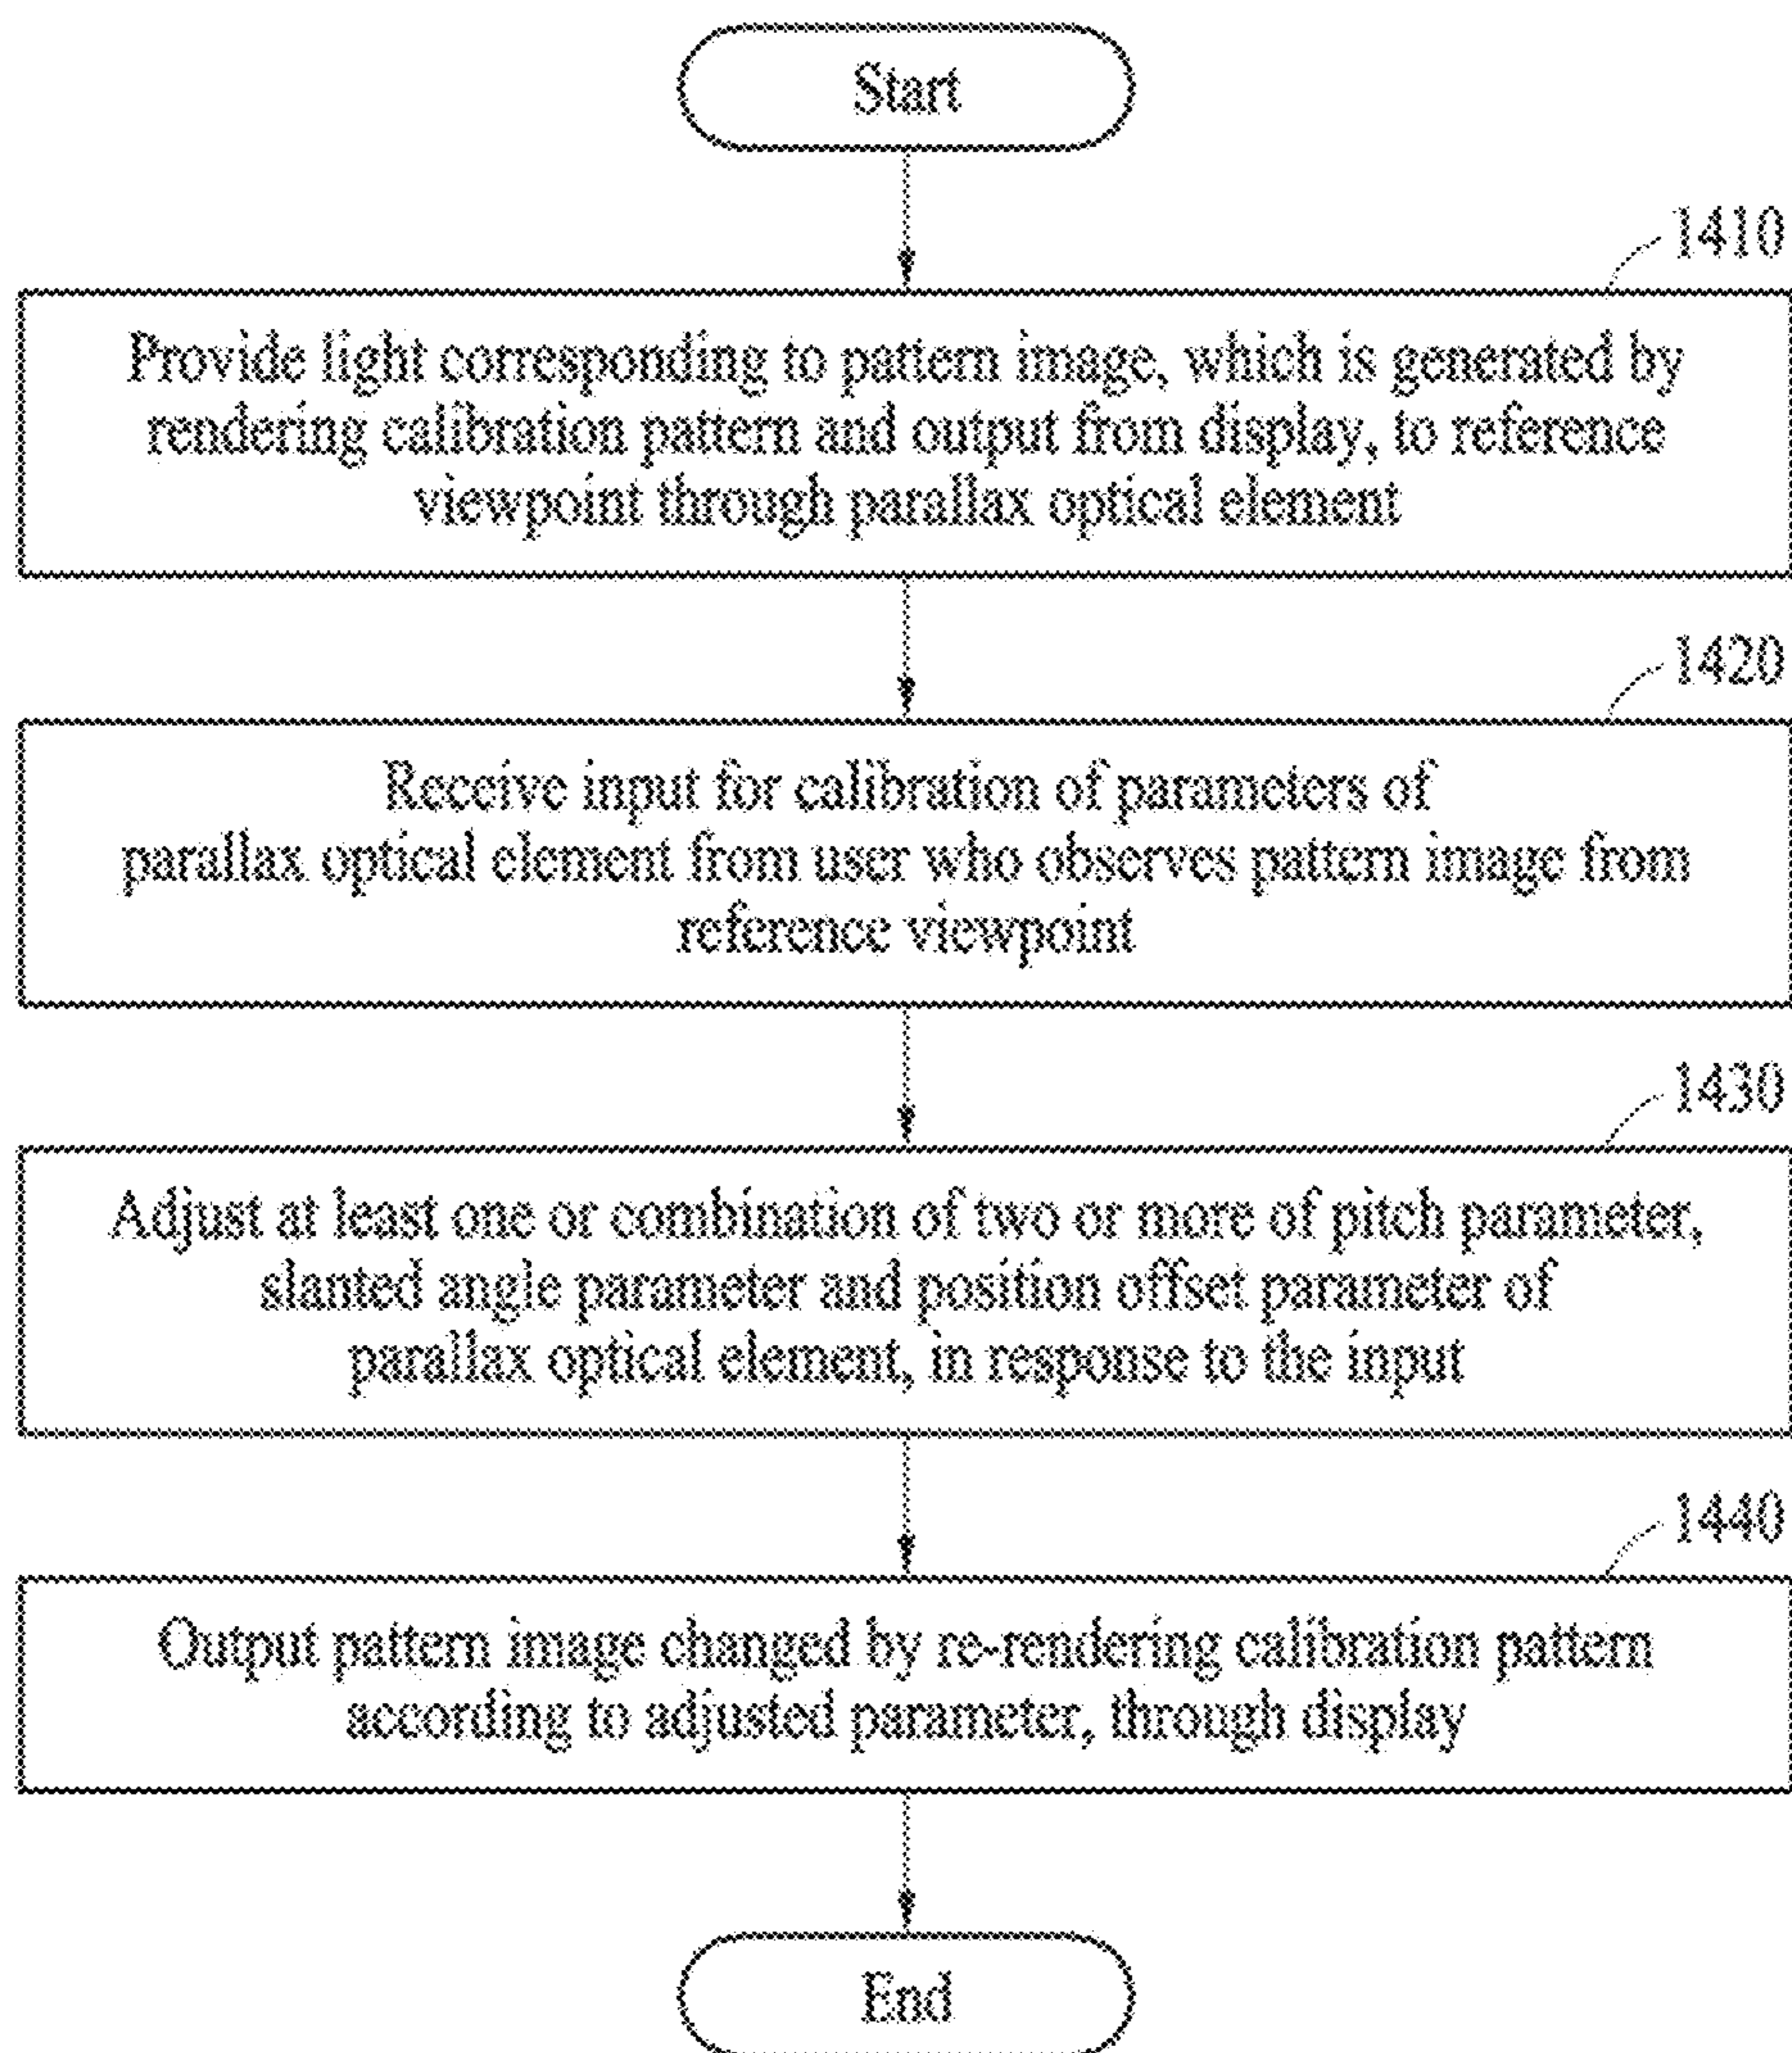 Start
1410
Provide light corresponding to pattern image, which is generated by
rendering calibration pattern and output from display, to reference
viewpoint through parallax optical element
1420
Receive input for calibration of parameters of
parallax optical element from user who observes pattern image from
reference viewpoint
1430
Adjust at least one or combination of two or more of pitch parameter,
slanted angle parameter and position offset parameter of
parallax optical element, in response to the input
1440
Output pattern image changed by re-rendering calibration pattern
according to adjusted parameter, through display
End